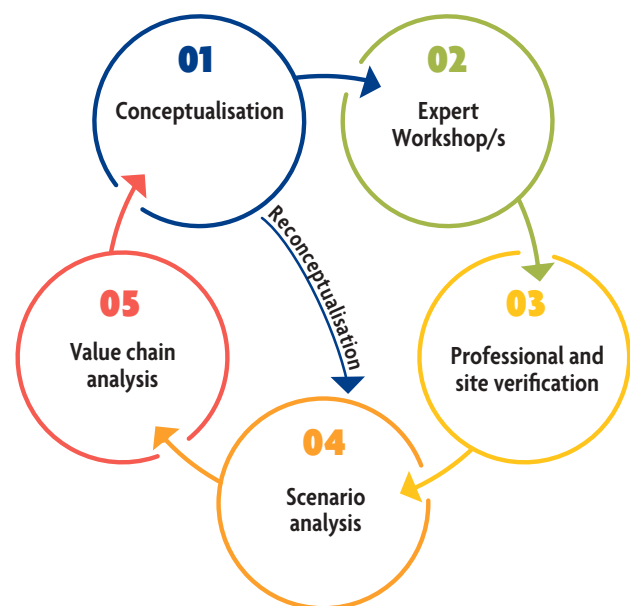 01
Conceptualisation
02
Expert
Workshop/s
Reconceptualisation
03
Professional and
site verification
04
Scenario
analysis
05
Value chain
analysis